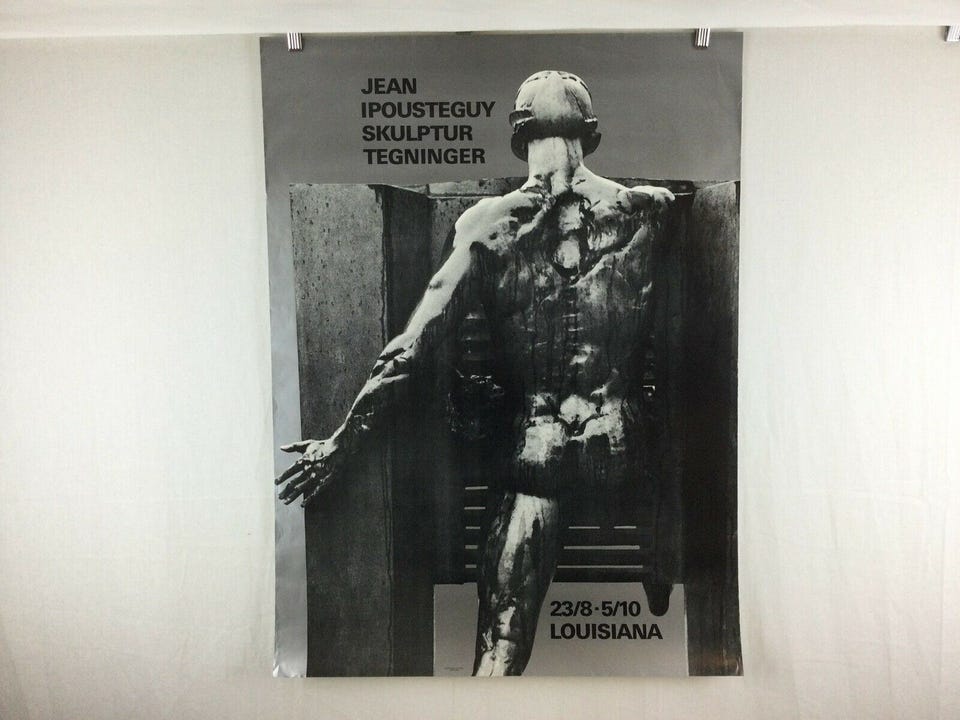 JEAN
IPOUSTEGUY
SKULPTUR
TEGNINGER
23/8·5/10
LOUISIANA